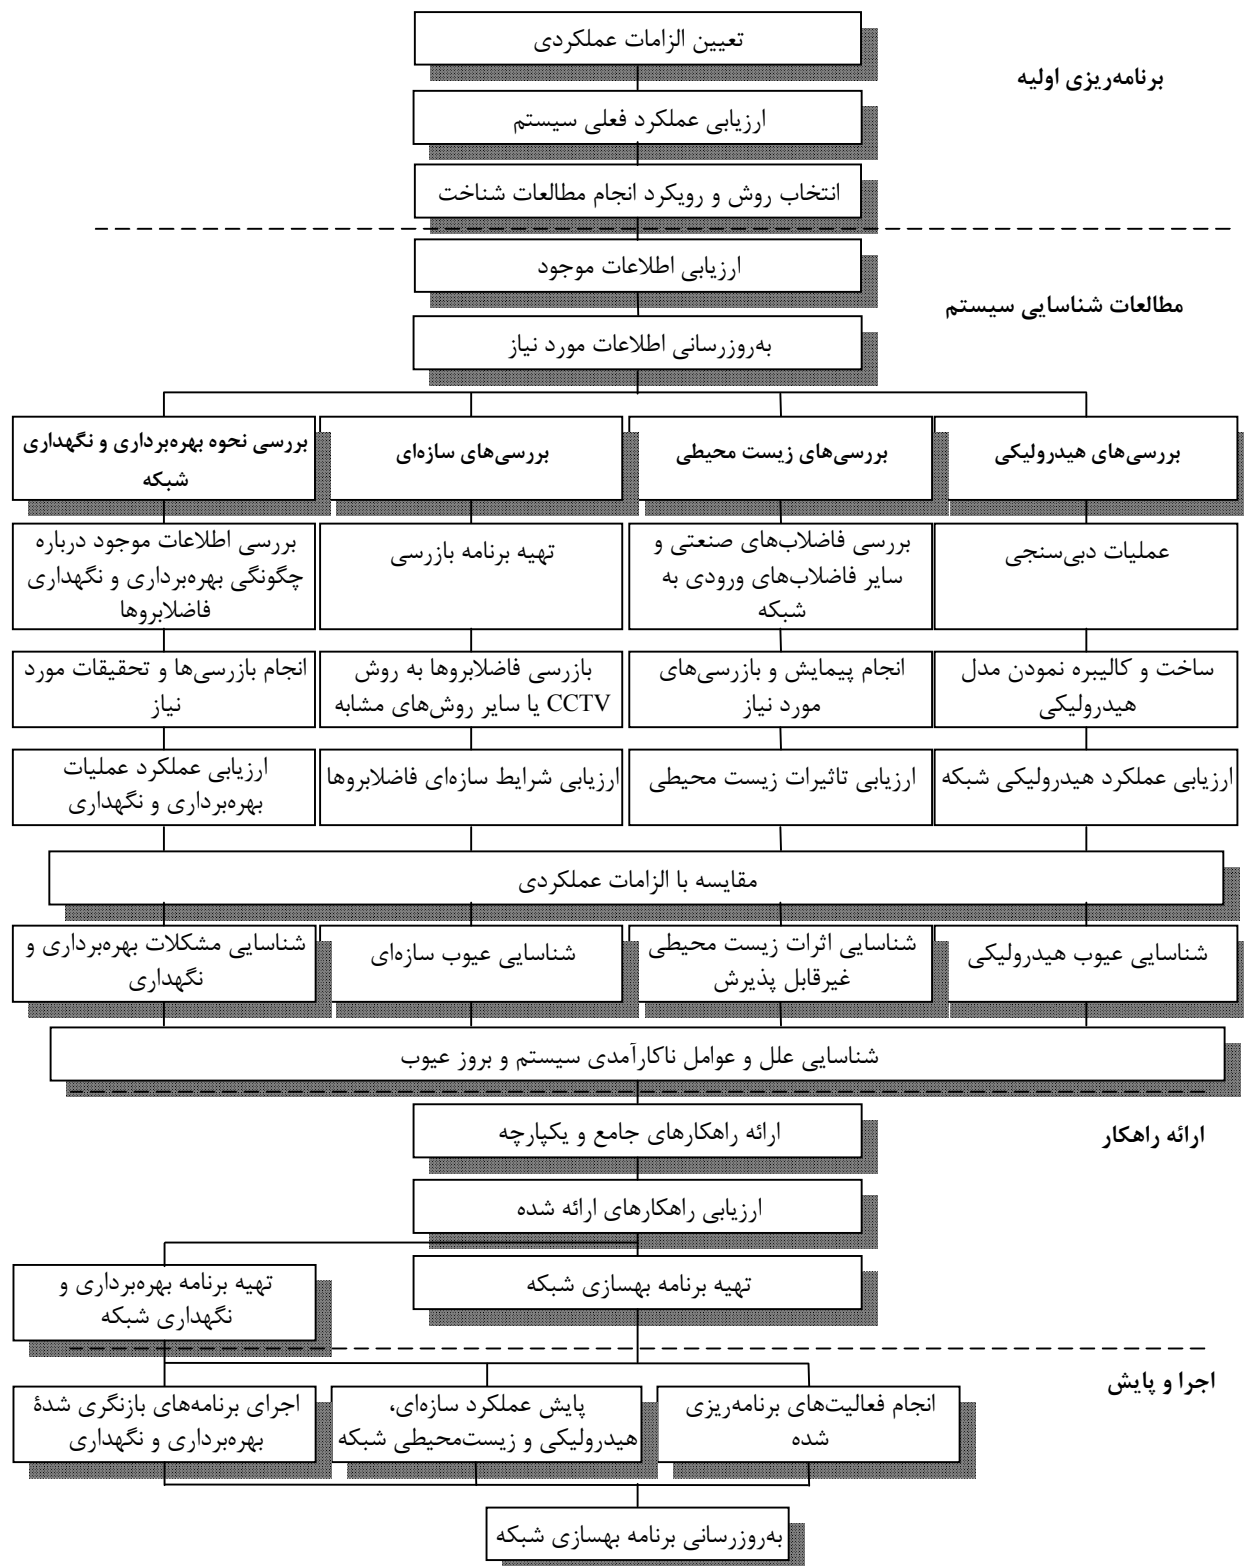 تعیین الزامات عملکردی
برنامه‌ریزی اولیه
ارزیابی عملکرد فعلی سیستم
انتخاب روش و رویکرد انجام مطالعات شناخت
ارزیابی اطلاعات موجود
مطالعات شناسایی سیستم
به‌روزرسانی اطلاعات مورد نیاز
بررسی‌های هیدرولیکی
بررسی‌های زیست محیطی
بررسی‌های سازه‌ای
بررسی نحوه بهره‌برداری و نگهداری
شبکه
عملیات دبی‌سنجی
بررسی فاضلاب‌های صنعتی و
سایر فاضلاب‌های ورودی به
شبکه
تهیه برنامه بازرسی
بررسی اطلاعات موجود درباره
چگونگی بهره‌برداری و نگهداری
فاضلابروها
ساخت و کالیبره نمودن مدل
هیدرولیکی
انجام پیمایش و بازرسی‌های
مورد نیاز
بازرسی فاضلابروها به روش
CCTV یا سایر روش‌های مشابه
انجام بازرسی‌ها و تحقیقات مورد
نیاز
ارزیابی عملکرد هیدرولیکی شبکه
ارزیابی تاثیرات زیست محیطی
ارزیابی شرایط سازه‌ای فاضلابروها
ارزیابی عملکرد عملیات
بهره‌برداری و نگهداری
مقایسه با الزامات عملکردی
شناسایی عیوب هیدرولیکی
شناسایی اثرات زیست محیطی
غیرقابل پذیرش
شناسایی عیوب سازه‌ای
شناسایی مشکلات بهره‌برداری و
نگهداری
شناسایی علل و عوامل ناکارآمدی سیستم و بروز عیوب
ارائه راهکارهای جامع و یکپارچه
ارائه راهکار
ارزیابی راهکارهای ارائه شده
تهیه برنامه بهسازی شبکه
تهیه برنامه بهره‌برداری و
نگهداری شبکه
اجرا و پایش
انجام فعالیت‌های برنامه‌ریزی
شده
پایش عملکرد سازه‌ای،
هیدرولیکی و زیست‌محیطی شبکه
اجرای برنامه‌های بازنگری شدۀ
بهره‌برداری و نگهداری
به‌روزرسانی برنامه بهسازی شبکه